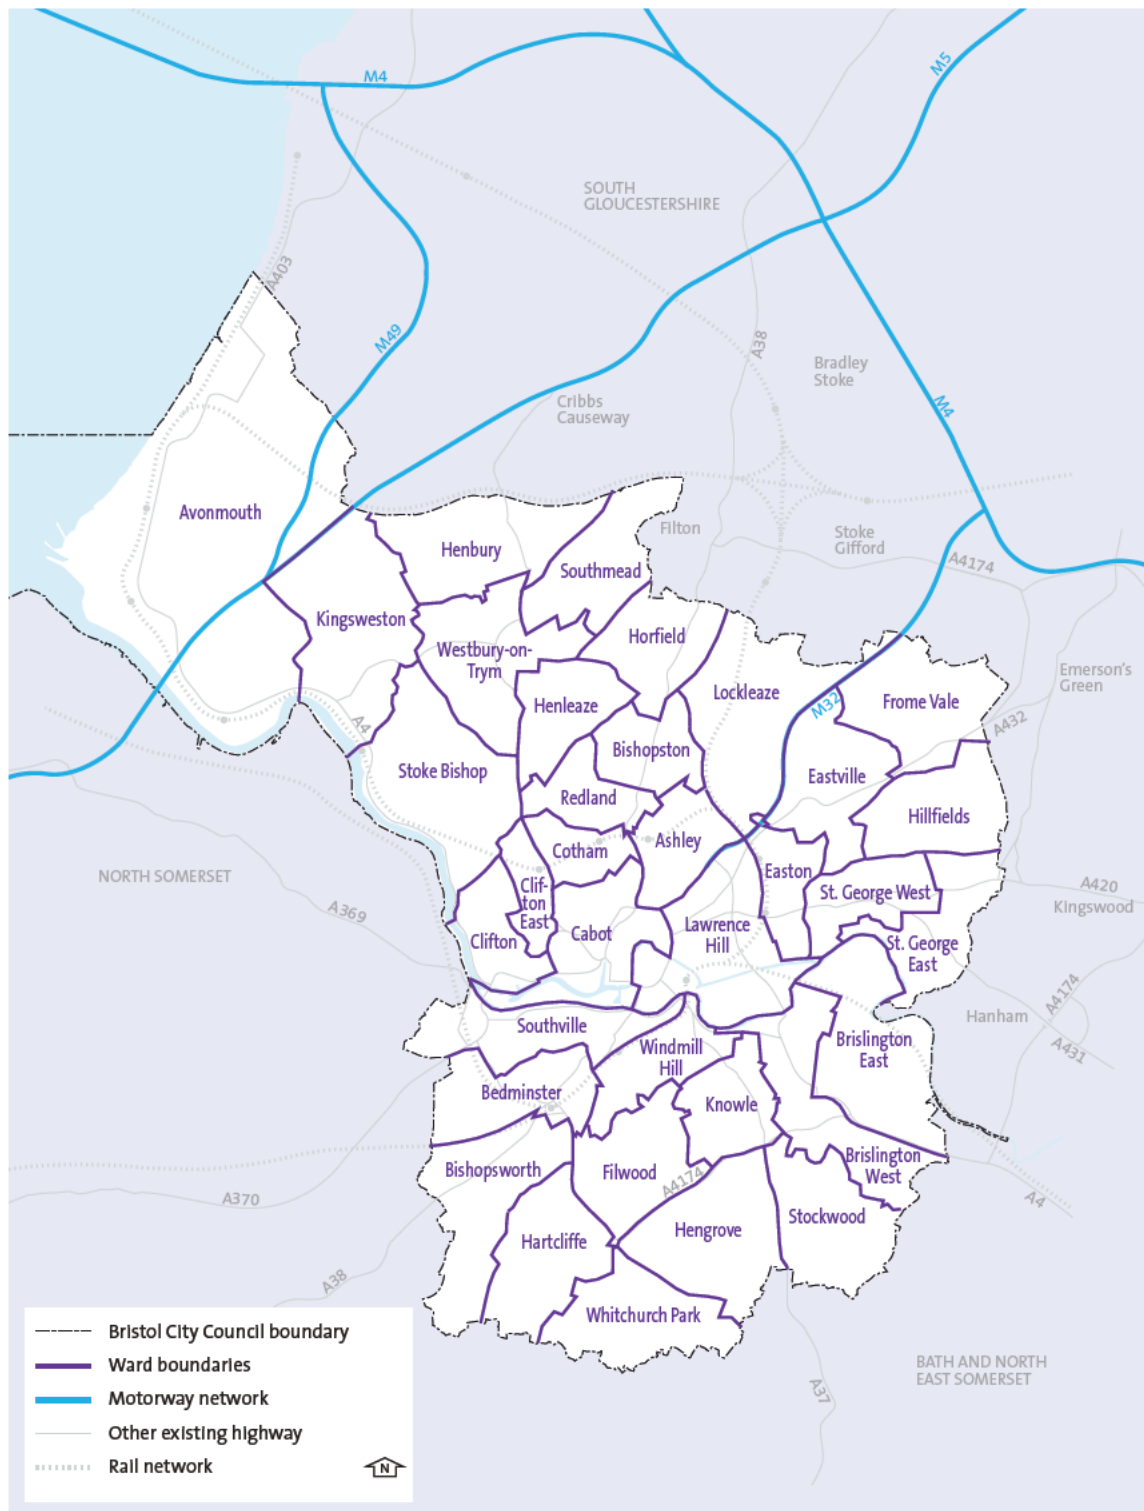 M4
M5
SOUTH
GLOUCESTERSHIRE
A403
M49
A38
Bradley
Stoke
Cribbs
Causeway
M4
Avonmouth
Filton
Stoke
Gifford
Henbury
A4174
Southmead
Kingsweston
Horfield
Westbury-on-
Trym
Emerson's
Green
Lockleaze
Frome Vale
Henleaze
M32
A432
A4
Bishopston
Stoke Bishop
Eastville
Redland
Hillfields
Ashley
Cotham
Easton
NORTH SOMERSET
Clif-
ton
East
St. George West
A420
Kingswood
A369
Lawrence
Hill
Cabot
Clifton
St. George
East
A4174
Hanham
Southville
Brislington
East
A431
Windmill
Hill
Bedminster
Knowle
Bishopsworth
Filwood
Brislington
West
A4174
A370
A4
Stockwood
Hengrove
Hartcliffe
A38
Whitchurch Park
BATH AND NORTH
EAST SOMERSET
A37
Bristol City Council boundary
Ward boundaries
Motorway network
Other existing highway
Rail network
N